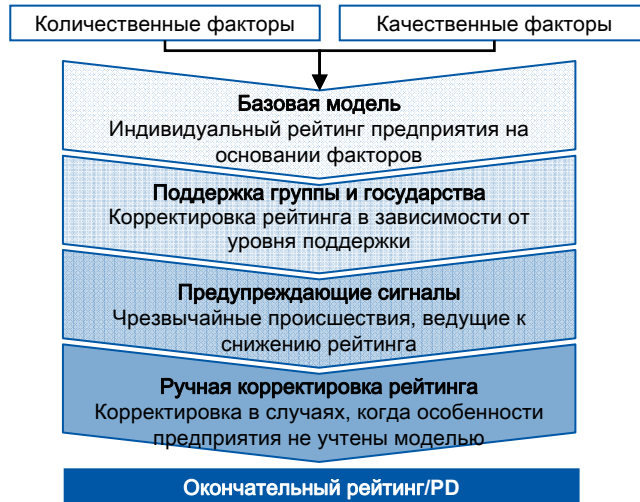 Количественные факторы
Качественные факторы
Базовая модель
Индивидуальный рейтинг предприятия на
основании факторов
Поддержка группы и государства
Корректировка рейтинга в зависимости от
уровня поддержки
Предупреждающие сигналы
Чрезвычайные происшествия, ведущие к
снижению рейтинга
Ручная корректировка рейтинга
Корректировка в случаях, когда особенности
предприятия не учтены моделью
Окончательный рейтинг/PD